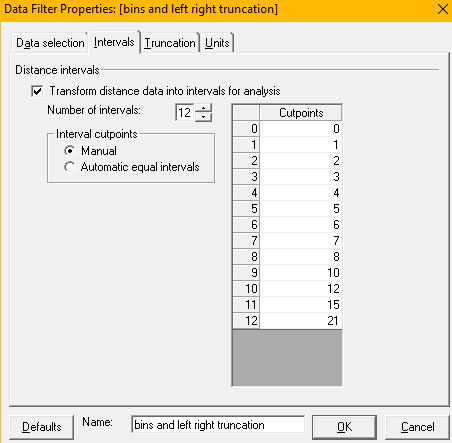 Data Filter Properties: [bins and left right truncation]
Data selection Intervals Truncation Units
Distance intervals
Transform distance data into intervals for analysis
Number of intervals: 12
Interval cutpoints
Manual
Automatic equal intervals
Cutpoints
0 0
1 1
2 2
3 3
4 4
5 5
6 6
7 7
8 8
9 10
10 12
11 15
12 21
Defaults Name: bins and left right truncation OK Cancel